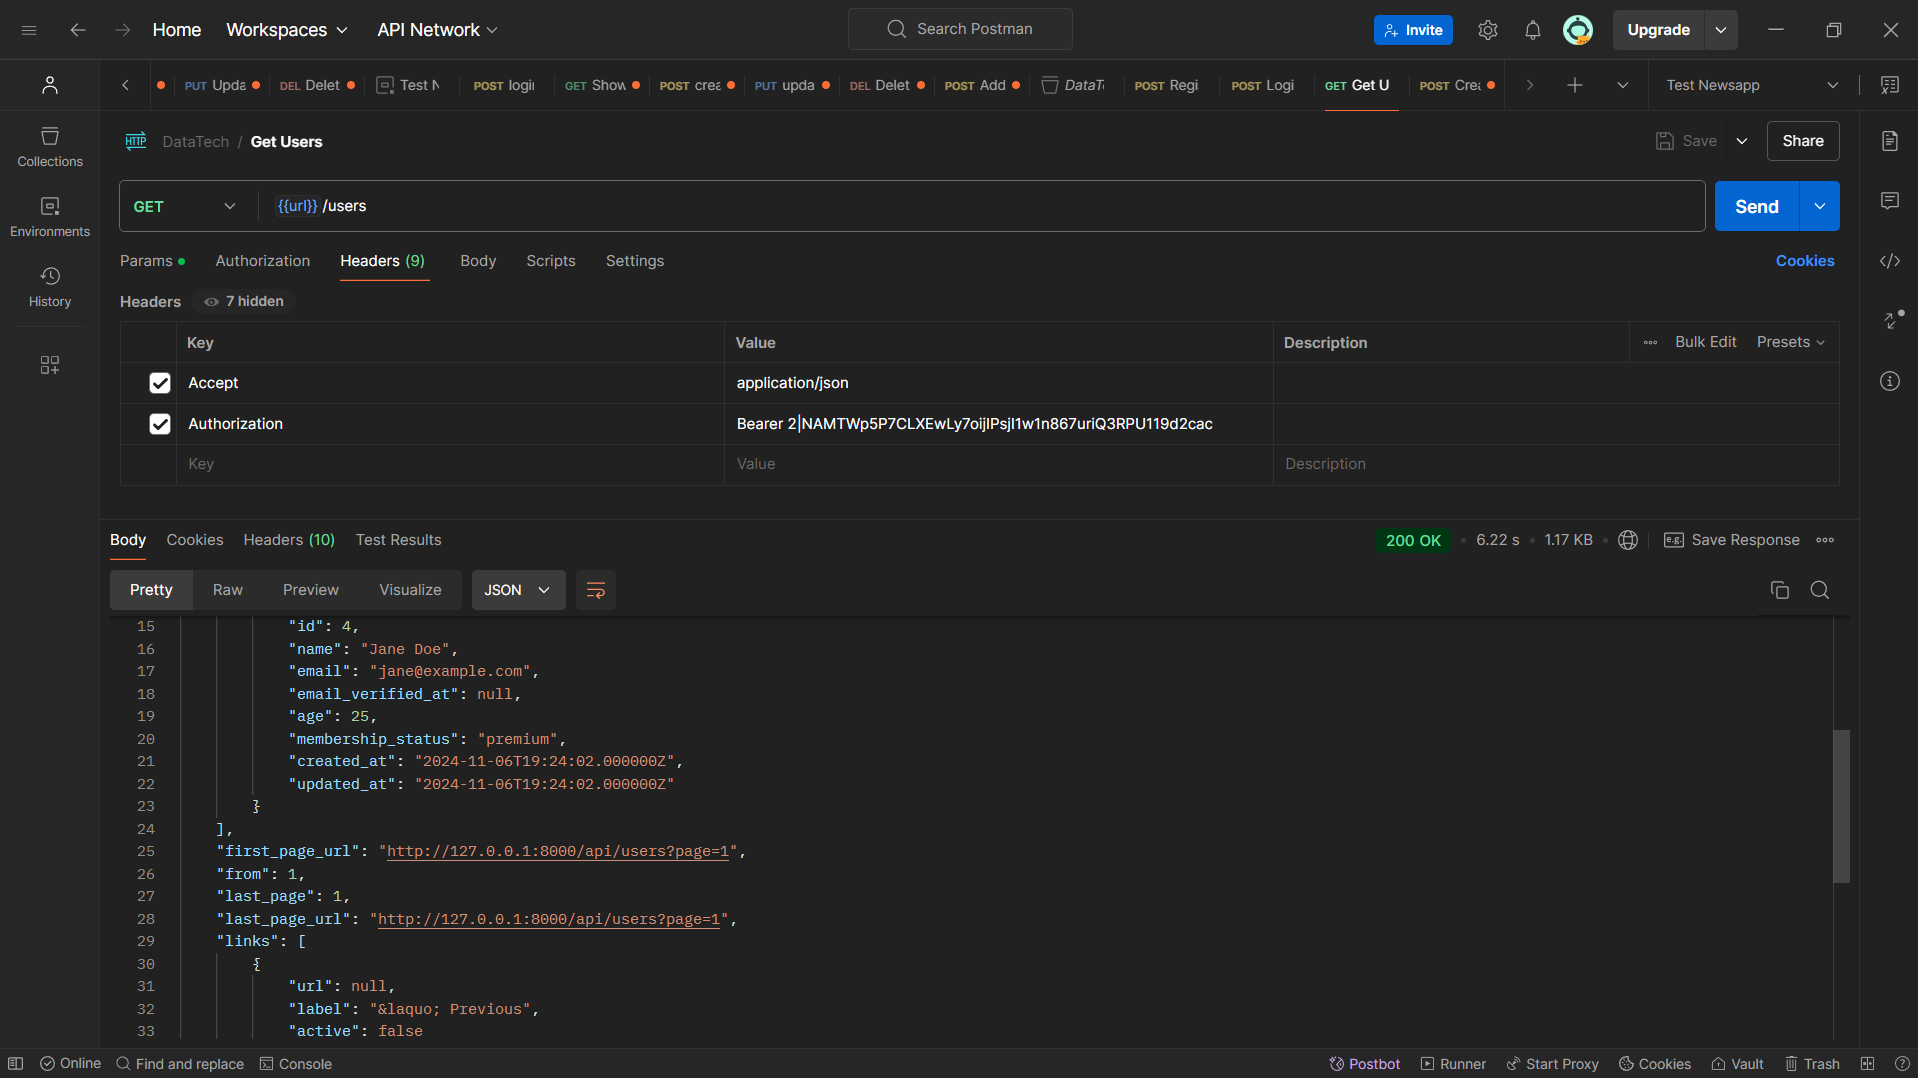 Home Workspaces API Network Search Postman Invite Upgrade
PUT Upda DEL Delet Test N POST login GET Show POST crea PUT upda DEL Delet POST Add DataTe POST Regi POST Logi GET Get U POST Crea Test Newsapp
Collections
Environments
History
HTTP DataTech / Get Users Save Share
GET {{url}} /users Send
Params Authorization Headers (9) Body Scripts Settings Cookies
Headers 7 hidden
Key Value Description Bulk Edit Presets
Accept application/json
Authorization
Key Value Description
Body Cookies Headers (10) Test Results 200 OK 6.22 s 1.17 KB e.g. Save Response
Pretty Raw Preview Visualize JSON
15 "id": 4,
16 "name": "Jane Doe",
17 "email": "jane@example.com",
18 "email_verified_at": null,
19 "age": 25,
20 "membership_status": "premium",
21 "created_at": "2024-11-06T19:24:02.000000Z",
22 "updated_at": "2024-11-06T19:24:02.000000Z"
23 }
24 ],
25 "first_page_url": "http://127.0.0.1:8000/api/users?page=1",
26 "from": 1,
27 "last_page": 1,
28 "last_page_url": "http://127.0.0.1:8000/api/users?page=1",
29 "links": [
30 {
31 "url": null,
32 "label": "&laquo; Previous",
33 "active": false
Online Find and replace Console Postbot Runner Start Proxy Cookies Vault Trash